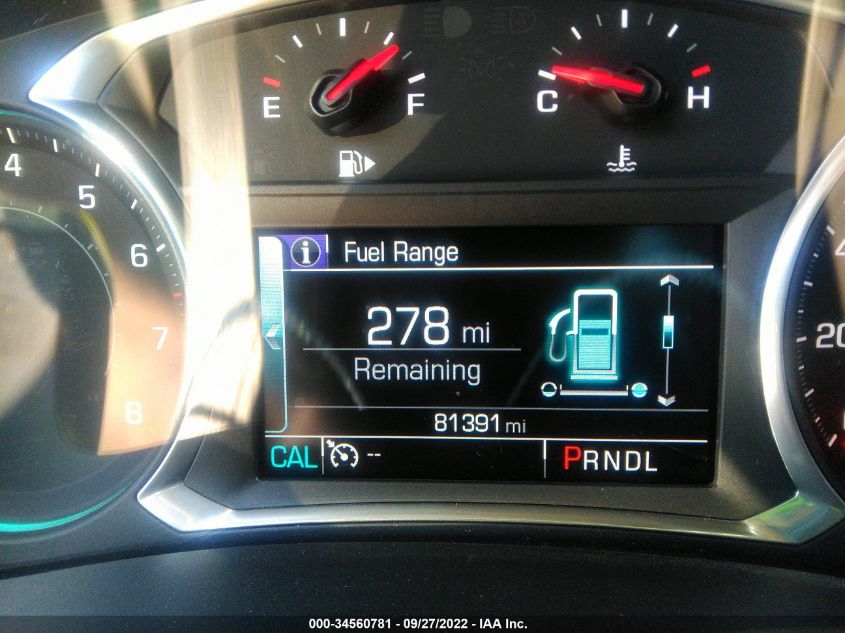 E F
C H
4
5
6
7
8
i Fuel Range
278 mi
Remaining
81391 mi
CAL -- PRNDL
20
000-34560781 - 09/27/2022 - IAA Inc.